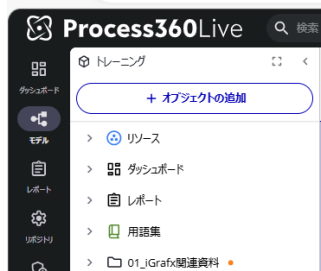 Process360Live
検索
トレーニング
ダッシュボード
+ オブジェクトの追加
モデル
リソース
ダッシュボード
レポート
レポート
用語集
リポジトリ
01_iGrafx関連資料